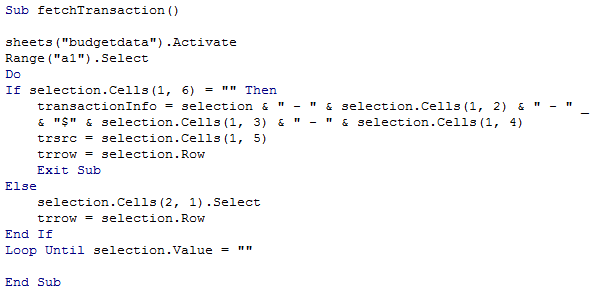 Sub fetchTransaction()
sheets("budgetdata").Activate
Range("a1").Select
Do
If selection.Cells(1, 6) = "" Then
transactionInfo = selection & " - " & selection.Cells(1, 2) & " - " _
& "$" & selection.Cells(1, 3) & " - " & selection.Cells(1, 4)
trsrc = selection.Cells(1, 5)
trrow = selection.Row
Exit Sub
Else
selection.Cells(2, 1).Select
trrow = selection.Row
End If
Loop Until selection.Value = ""
End Sub